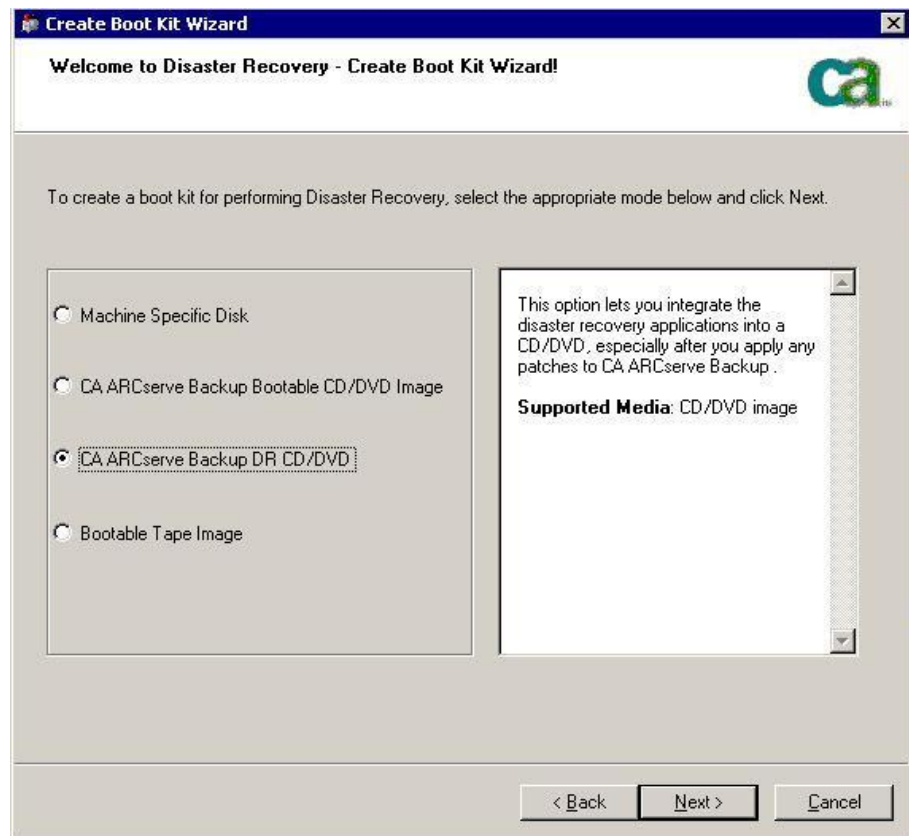 Create Boot Kit Wizard
Welcome to Disaster Recovery - Create Boot Kit Wizard!
ca
To create a boot kit for performing Disaster Recovery, select the appropriate mode below and click Next.
Machine Specific Disk
CA ARCserve Backup Bootable CD/DVD Image
CA ARCserve Backup DR CD/DVD
Bootable Tape Image
This option lets you integrate the
disaster recovery applications into a
CD/DVD, especially after you apply any
patches to CA ARCserve Backup .
Supported Media: CD/DVD image
< Back
Next >
Cancel